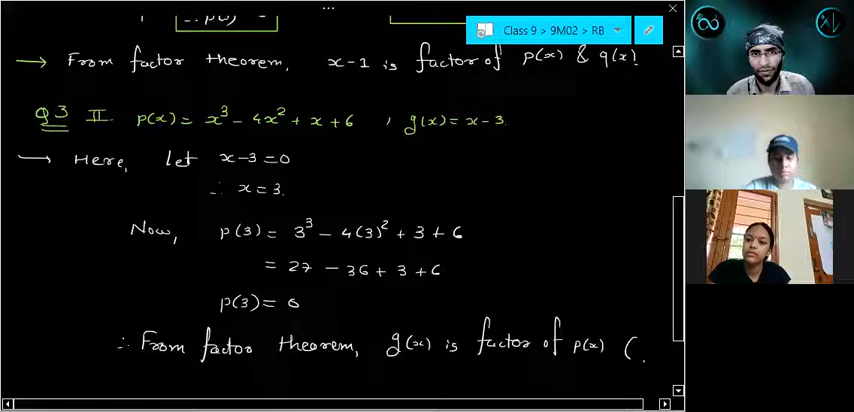 ∴ p(1) =
Class 9 > 9M02 > RB
→ From factor theorem, x-1 is factor of p(x) & q(x).
Q3 II. p(x) = x³ - 4x² + x + 6 , g(x) = x - 3.
→ Here, let x-3 = 0
∴ x = 3.
Now, p(3) = 3³ - 4(3)² + 3 + 6
= 27 - 36 + 3 + 6
p(3) = 0
∴ From factor theorem, g(x) is factor of p(x) (